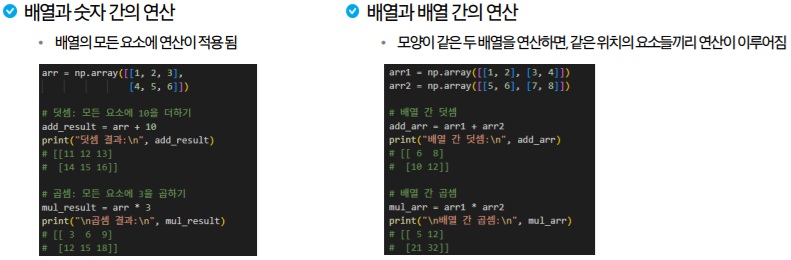 배열과 숫자 간의 연산
• 배열의 모든 요소에 연산이 적용 됨
arr = np.array([[1, 2, 3],
[4, 5, 6]])
# 덧셈: 모든 요소에 10을 더하기
add_result = arr + 10
print("덧셈 결과:\n", add_result)
# [[11 12 13]
#  [14 15 16]]
# 곱셈: 모든 요소에 3을 곱하기
mul_result = arr * 3
print("\n곱셈 결과:\n", mul_result)
# [[ 3  6  9]
#  [12 15 18]]
배열과 배열 간의 연산
• 모양이 같은 두 배열을 연산하면, 같은 위치의 요소들끼리 연산이 이루어짐
arr1 = np.array([[1, 2], [3, 4]])
arr2 = np.array([[5, 6], [7, 8]])
# 배열 간 덧셈
add_arr = arr1 + arr2
print("배열 간 덧셈:\n", add_arr)
# [[ 6  8]
#  [10 12]]
# 배열 간 곱셈
mul_arr = arr1 * arr2
print("\n배열 간 곱셈:\n", mul_arr)
# [[ 5 12]
#  [21 32]]